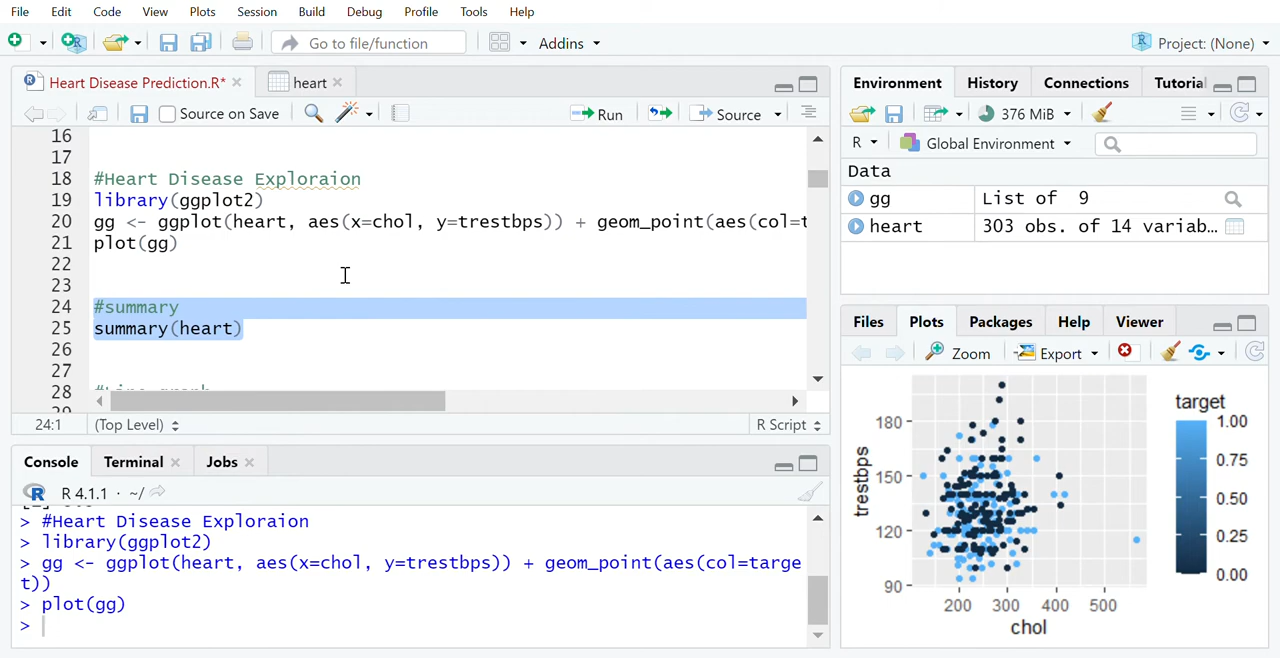 File Edit Code View Plots Session Build Debug Profile Tools Help
Go to file/function Addins Project: (None)
Heart Disease Prediction.R* heart
Source on Save Run Source
16
17
18 #Heart Disease Exploraion
19 library(ggplot2)
20 gg <- ggplot(heart, aes(x=chol, y=trestbps)) + geom_point(aes(col=t
21 plot(gg)
22
23
24 #summary
25 summary(heart)
26
27
28 #Line graph
29
24:1 (Top Level) R Script
Console Terminal Jobs
R 4.1.1 · ~/
> #Heart Disease Exploraion
> library(ggplot2)
> gg <- ggplot(heart, aes(x=chol, y=trestbps)) + geom_point(aes(col=targe
t))
> plot(gg)
>
Environment History Connections Tutorial
376 MiB
R Global Environment
Data
gg List of 9
heart 303 obs. of 14 variab…
Files Plots Packages Help Viewer
Zoom Export
target
1.00
0.75
0.50
0.25
0.00
trestbps
180
150
120
90
200 300 400 500
chol